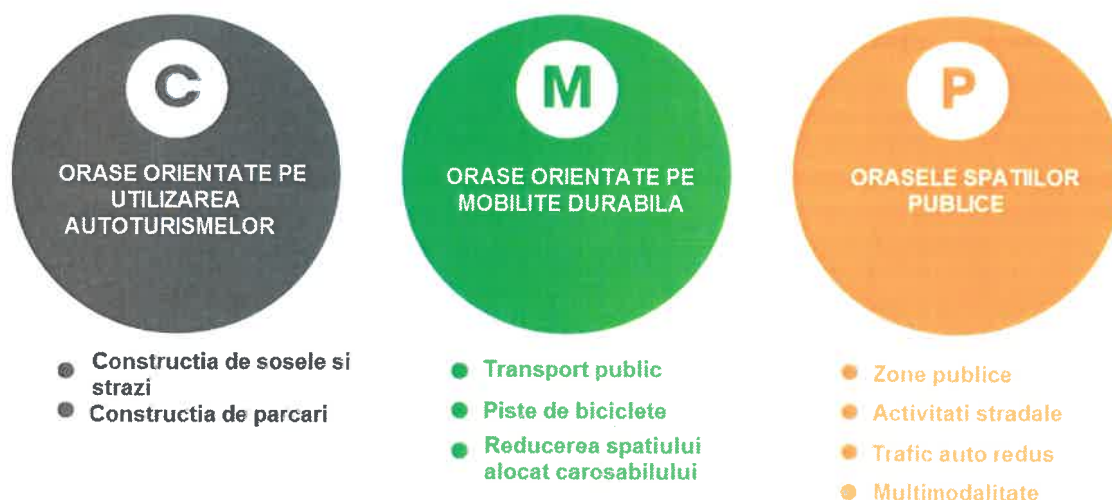 C
ORASE ORIENTATE PE
UTILIZAREA
AUTOTURISMELOR
Constructia de sosele si
strazi
Constructia de parcari
M
ORASE ORIENTATE PE
MOBILITE DURABILA
Transport public
Piste de biciclete
Reducerea spatiului
alocat carosabilului
P
ORASELE SPATIILOR
PUBLICE
Zone publice
Activitati stradale
Trafic auto redus
Multimodalitate